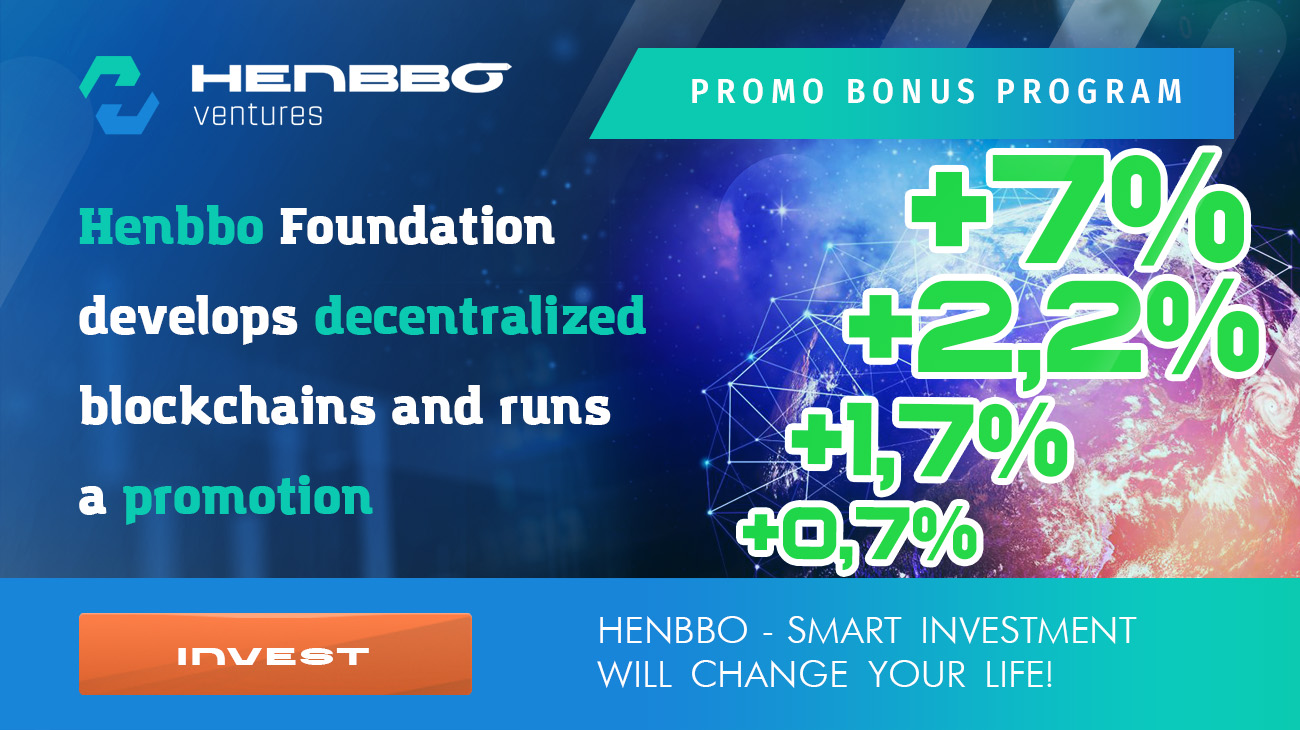 HENBBO
ventures
PROMO BONUS PROGRAM
Henbbo Foundation
develops decentralized
blockchains and runs
a promotion
+7%
+2,2%
+1,7%
+0,7%
INVEST
HENBBO - SMART INVESTMENT
WILL CHANGE YOUR LIFE!